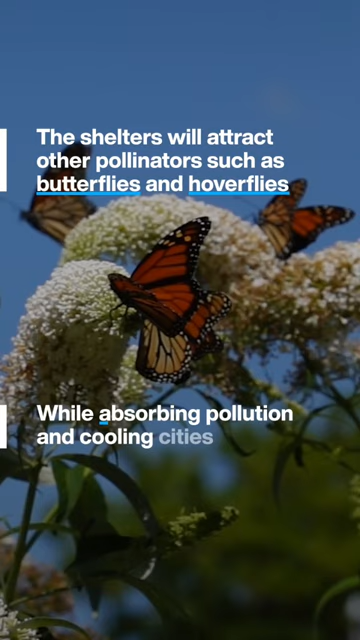 The shelters will attract
other pollinators such as
butterflies and hoverflies
While absorbing pollution
and cooling cities